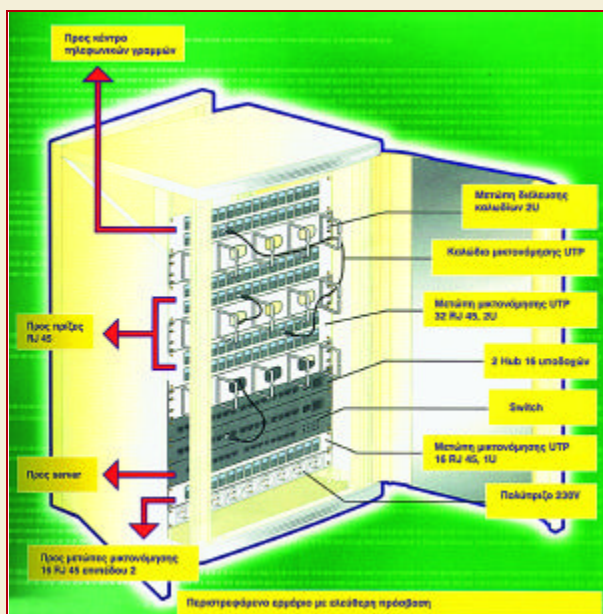 Προς κέντρο
τηλεφωνικών γραμμών
Μετώπη διέλευσης
καλωδίων 2U
Καλώδιο μικτονόμησης UTP
Μετώπη μικτονόμησης UTP
32 RJ 45, 2U
Προς πρίζες
RJ 45
2 Hub 16 υποδοχών
Switch
Μετώπη μικτονόμησης UTP
16 RJ 45, 1U
Προς server
Πολύπριζο 230V
Προς μετώπες μικτονόμησης
16 RJ 45 επιπέδου 2
Περιστρεφόμενο ερμάριο με ελεύθερη πρόσβαση